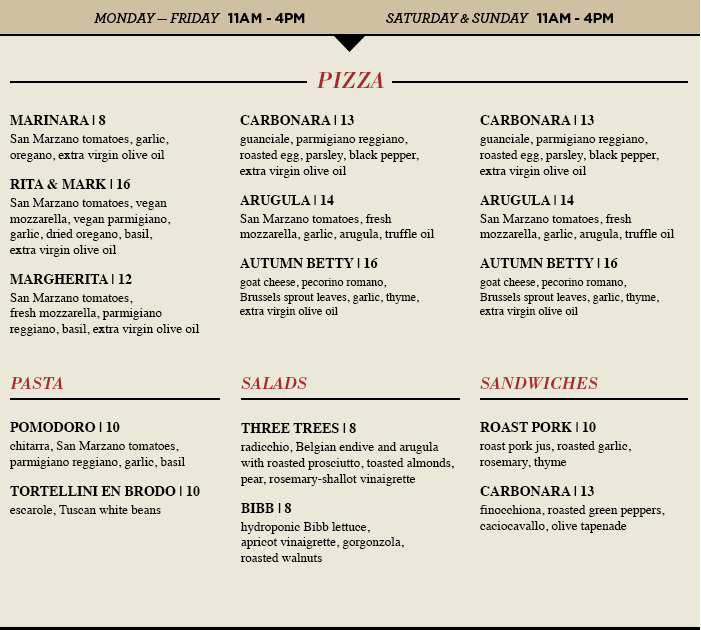 MONDAY – FRIDAY 11AM - 4PM
SATURDAY & SUNDAY 11AM - 4PM
PIZZA
MARINARA | 8
San Marzano tomatoes, garlic,
oregano, extra virgin olive oil
RITA & MARK | 16
San Marzano tomatoes, vegan
mozzarella, vegan parmigiano,
garlic, dried oregano, basil,
extra virgin olive oil
MARGHERITA | 12
San Marzano tomatoes,
fresh mozzarella, parmigiano
reggiano, basil, extra virgin olive oil
CARBONARA | 13
guanciale, parmigiano reggiano,
roasted egg, parsley, black pepper,
extra virgin olive oil
ARUGULA | 14
San Marzano tomatoes, fresh
mozzarella, garlic, arugula, truffle oil
AUTUMN BETTY | 16
goat cheese, pecorino romano,
Brussels sprout leaves, garlic, thyme,
extra virgin olive oil
CARBONARA | 13
guanciale, parmigiano reggiano,
roasted egg, parsley, black pepper,
extra virgin olive oil
ARUGULA | 14
San Marzano tomatoes, fresh
mozzarella, garlic, arugula, truffle oil
AUTUMN BETTY | 16
goat cheese, pecorino romano,
Brussels sprout leaves, garlic, thyme,
extra virgin olive oil
PASTA
POMODORO | 10
chitarra, San Marzano tomatoes,
parmigiano reggiano, garlic, basil
TORTELLINI EN BRODO | 10
escarole, Tuscan white beans
SALADS
THREE TREES | 8
radicchio, Belgian endive and arugula
with roasted prosciutto, toasted almonds,
pear, rosemary-shallot vinaigrette
BIBB | 8
hydroponic Bibb lettuce,
apricot vinaigrette, gorgonzola,
roasted walnuts
SANDWICHES
ROAST PORK | 10
roast pork jus, roasted garlic,
rosemary, thyme
CARBONARA | 13
finocchiona, roasted green peppers,
caciocavallo, olive tapenade